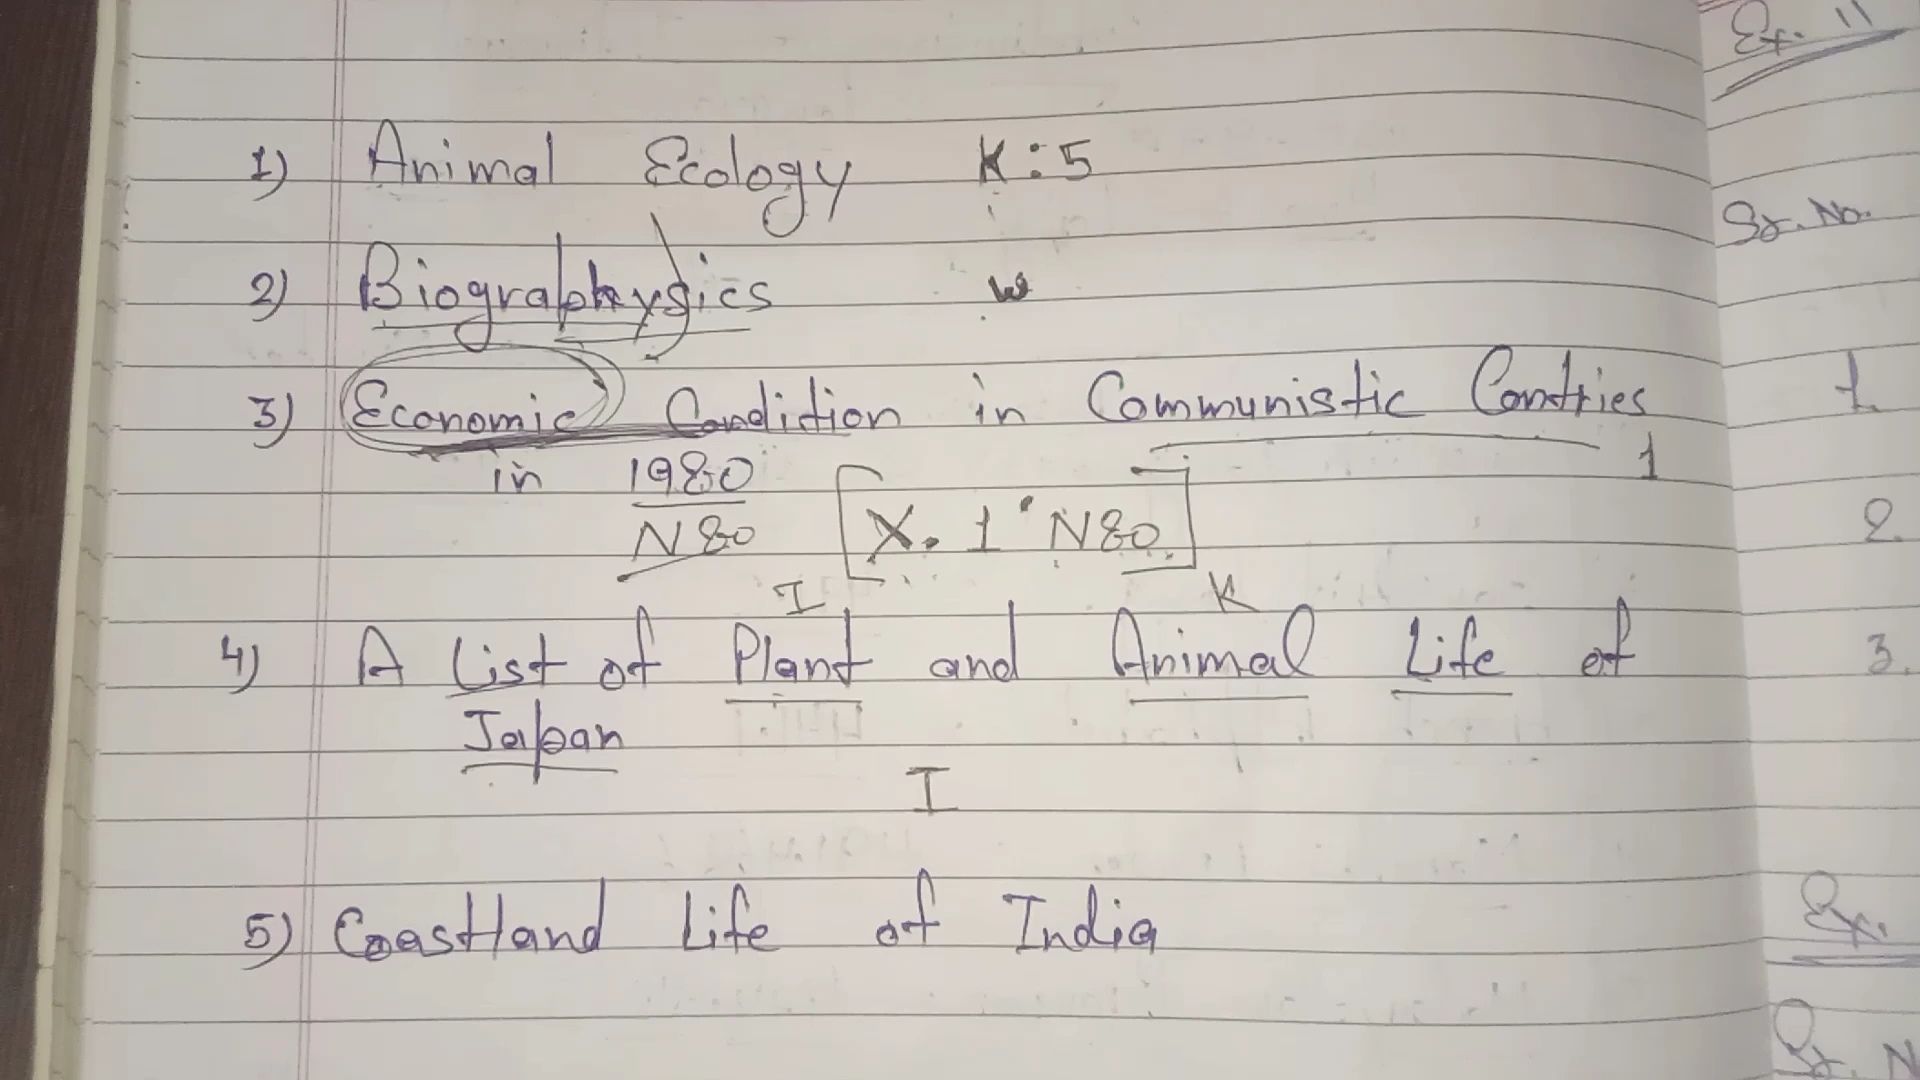 Ex. 11
1) Animal Ecology K:5
Sr. No.
2) Biographysics
3) Economic Condition in Communistic Contries
1.
in 1980 1
N80 X. 1'N80
2.
I K
4) A List of Plant and Animal Life of
3.
Japan
I
5) Coastland Life of India
Ex.
Sr. N